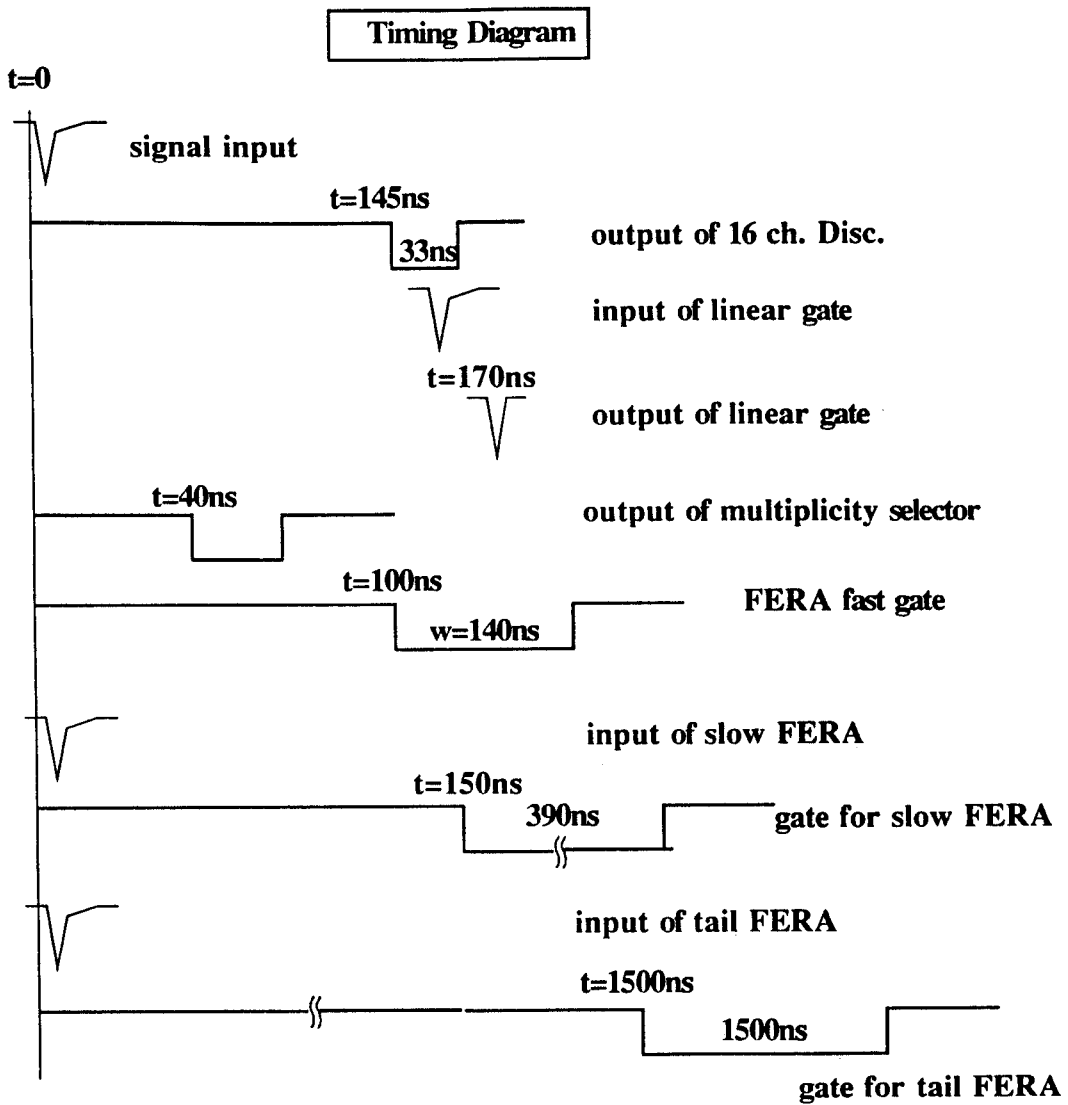 Timing Diagram
t=0
signal input
t=145ns
33ns
output of 16 ch. Disc.
input of linear gate
t=170ns
output of linear gate
t=40ns
output of multiplicity selector
t=100ns
FERA fast gate
w=140ns
input of slow FERA
t=150ns
390ns
gate for slow FERA
input of tail FERA
t=1500ns
1500ns
gate for tail FERA